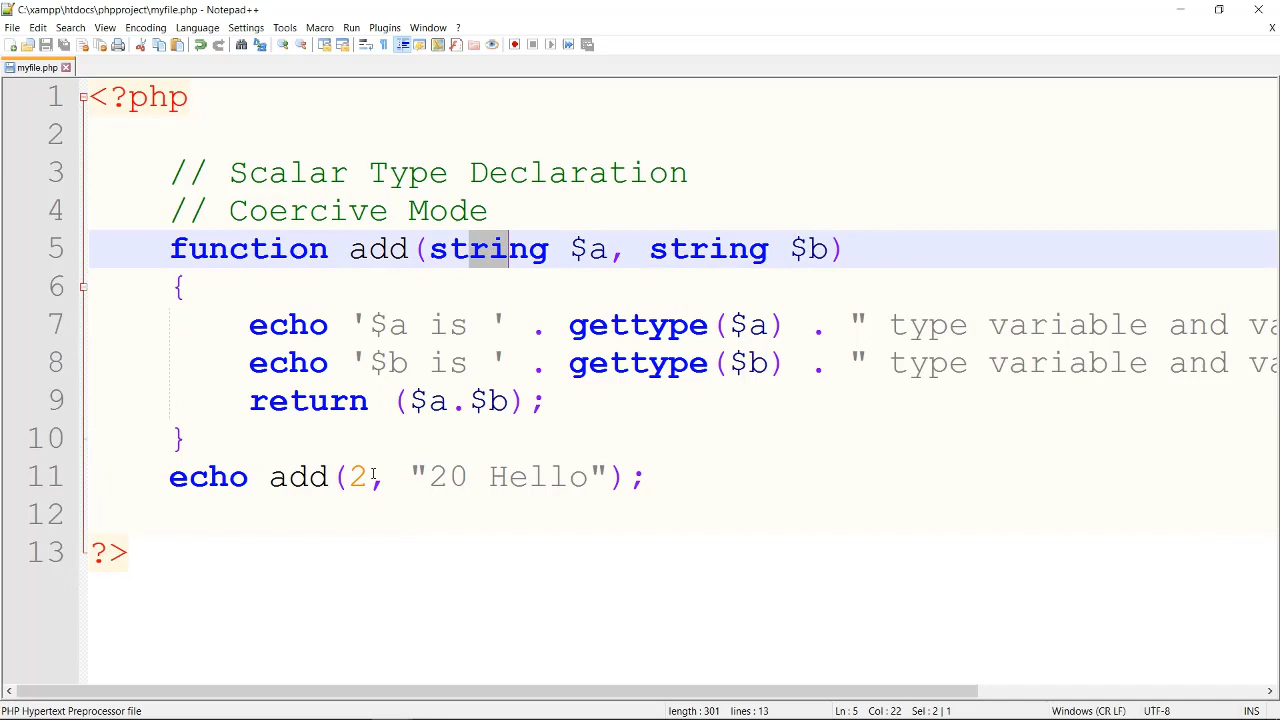 C:\xampp\htdocs\phpproject\myfile.php - Notepad++
File Edit Search View Encoding Language Settings Tools Macro Run Plugins Window ? X
myfile.php
1 <?php
2
3 // Scalar Type Declaration
4 // Coercive Mode
5 function add(string $a, string $b)
6 {
7 echo '$a is ' . gettype($a) . " type variable and va
8 echo '$b is ' . gettype($b) . " type variable and va
9 return ($a.$b);
10 }
11 echo add(2, "20 Hello");
12
13 ?>
PHP Hypertext Preprocessor file length : 301 lines : 13 Ln : 5 Col : 22 Sel : 2 | 1 Windows (CR LF) UTF-8 INS